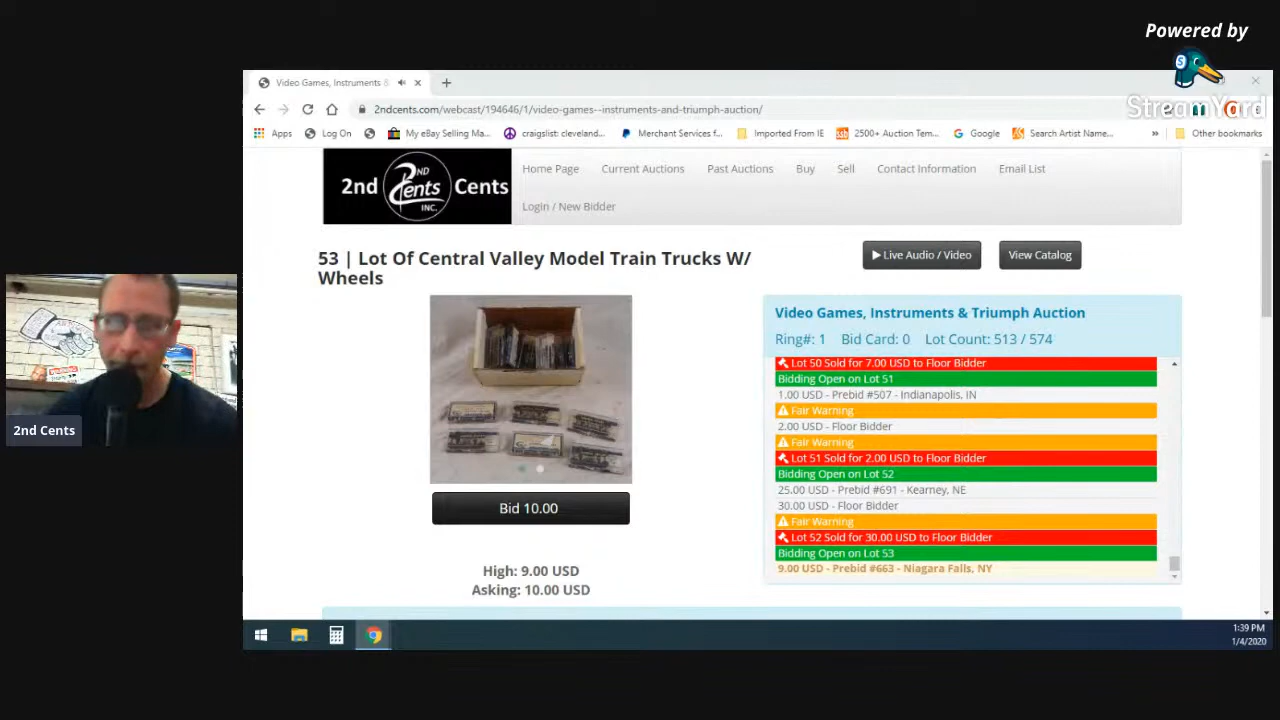 Powered by
StreamYard
Video Games, Instruments &
2ndcents.com/webcast/194646/1/video-games--instruments-and-triumph-auction/
Apps
Log On
My eBay Selling Ma...
craigslist: cleveland...
Merchant Services f...
Imported From IE
2500+ Auction Tem...
Google
Search Artist Name...
»
Other bookmarks
2nd
2ND
Cents
INC.
Cents
Home Page
Current Auctions
Past Auctions
Buy
Sell
Contact Information
Email List
Login / New Bidder
53 | Lot Of Central Valley Model Train Trucks W/
Wheels
Live Audio / Video
View Catalog
Bid 10.00
High: 9.00 USD
Asking: 10.00 USD
Video Games, Instruments & Triumph Auction
Ring#: 1 Bid Card: 0 Lot Count: 513 / 574
Lot 50 Sold for 7.00 USD to Floor Bidder
Bidding Open on Lot 51
1.00 USD - Prebid #507 - Indianapolis, IN
Fair Warning
2.00 USD - Floor Bidder
Fair Warning
Lot 51 Sold for 2.00 USD to Floor Bidder
Bidding Open on Lot 52
25.00 USD - Prebid #691 - Kearney, NE
30.00 USD - Floor Bidder
Fair Warning
Lot 52 Sold for 30.00 USD to Floor Bidder
Bidding Open on Lot 53
9.00 USD - Prebid #663 - Niagara Falls, NY
2nd Cents
1:39 PM
1/4/2020